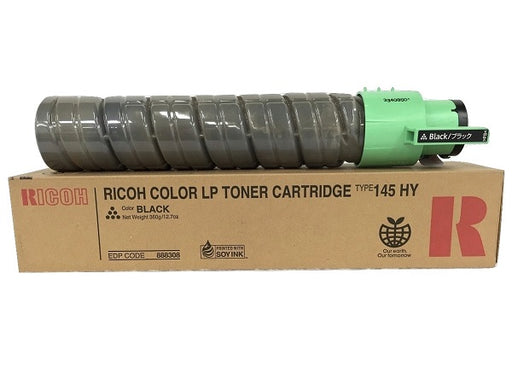 Black/ブラック
RICOH
RICOH COLOR LP TONER CARTRIDGE TYPE 145 HY
Color BLACK
Net Weight 380g/12.7oz
EDP CODE 888308
PRINTED WITH
SOY INK
Our earth,
Our tomorrow
R